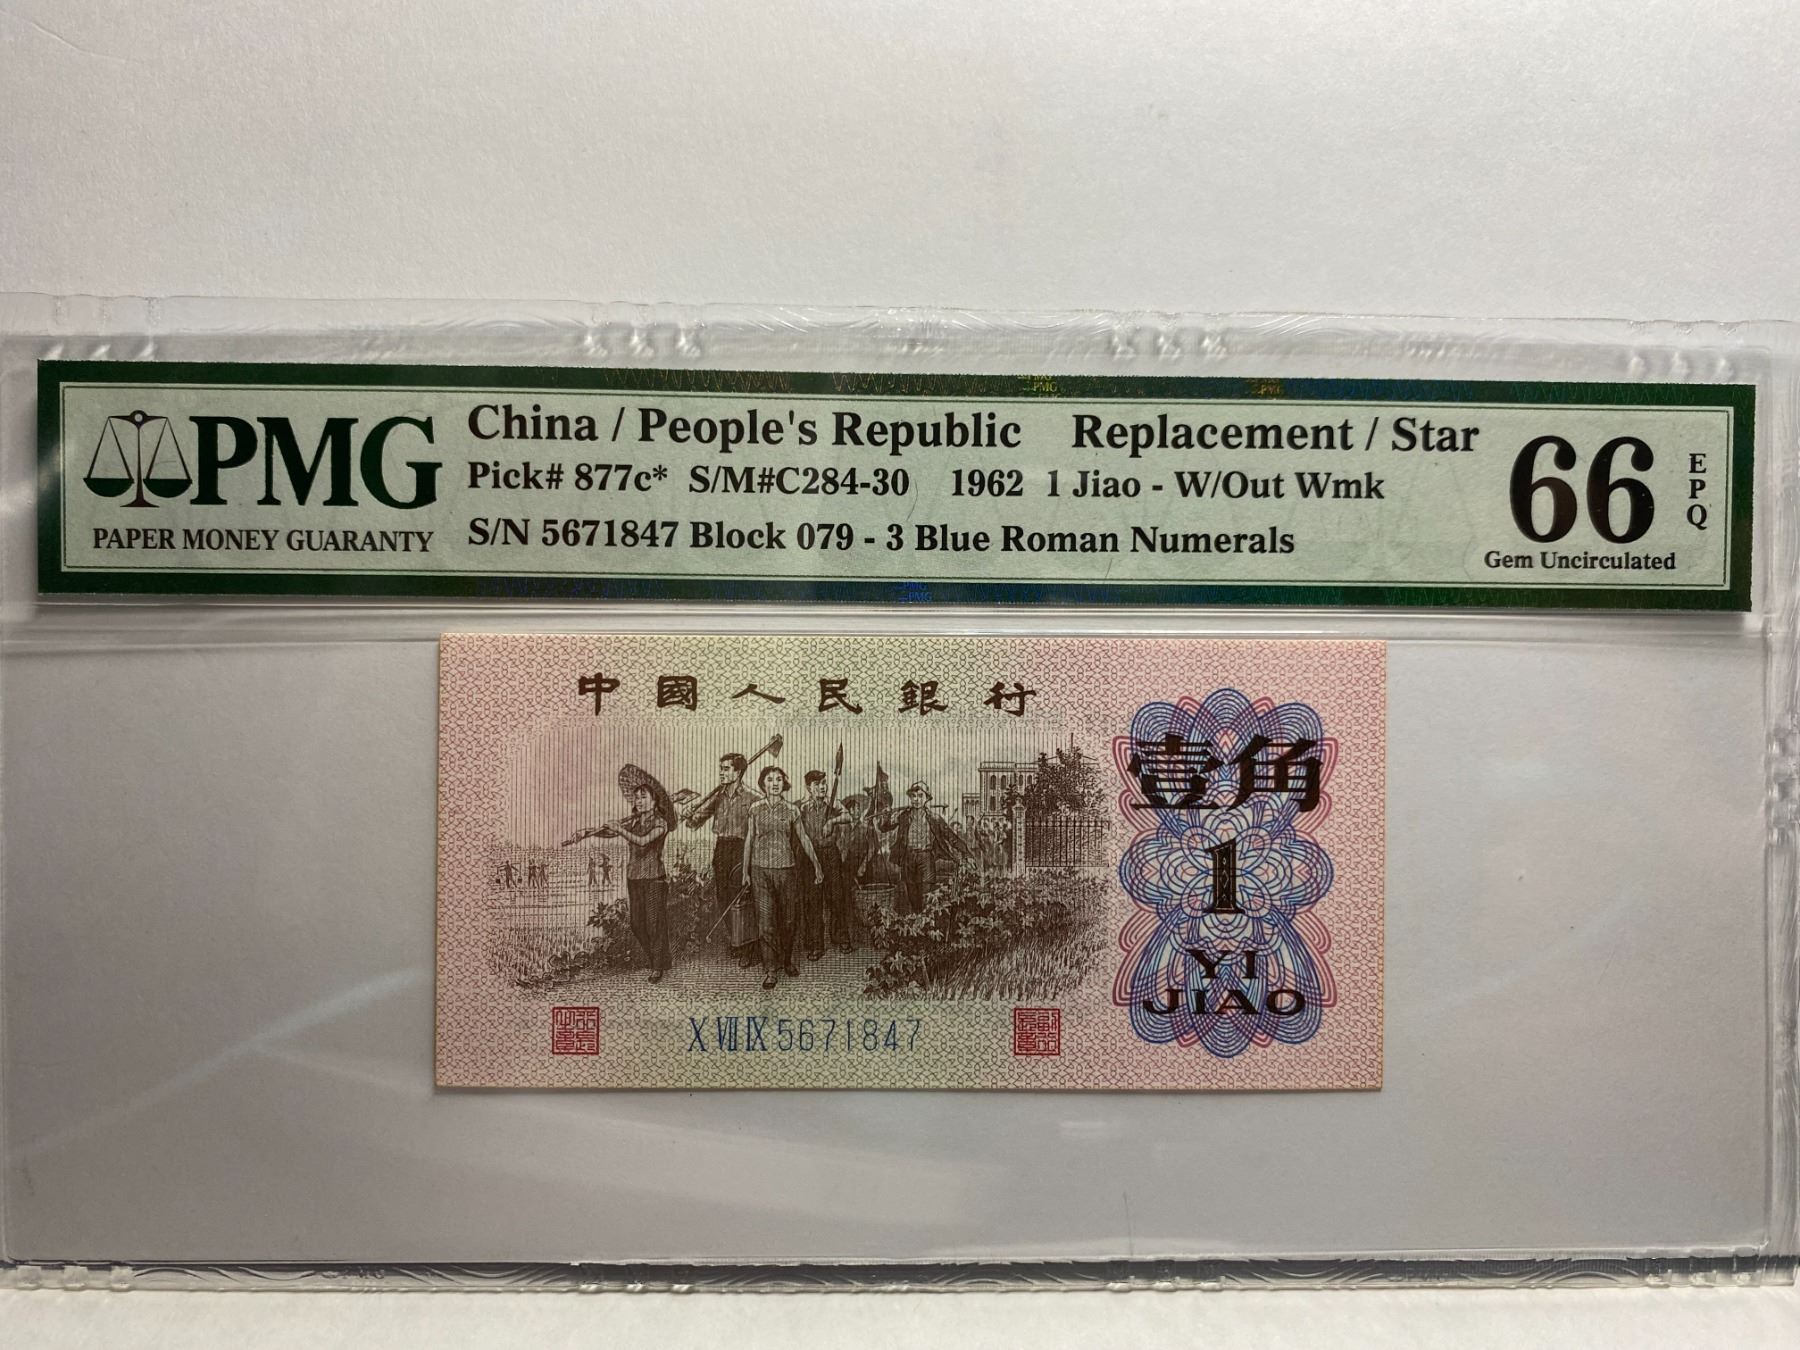 PMG
PAPER MONEY GUARANTY
China / People's Republic Replacement / Star
Pick# 877c* S/M#C284-30 1962 1 Jiao - W/Out Wmk
S/N 5671847 Block 079 - 3 Blue Roman Numerals
66
EPQ
Gem Uncirculated
中國人民銀行
壹角
1
YI
JIAO
X VII IX 5671847